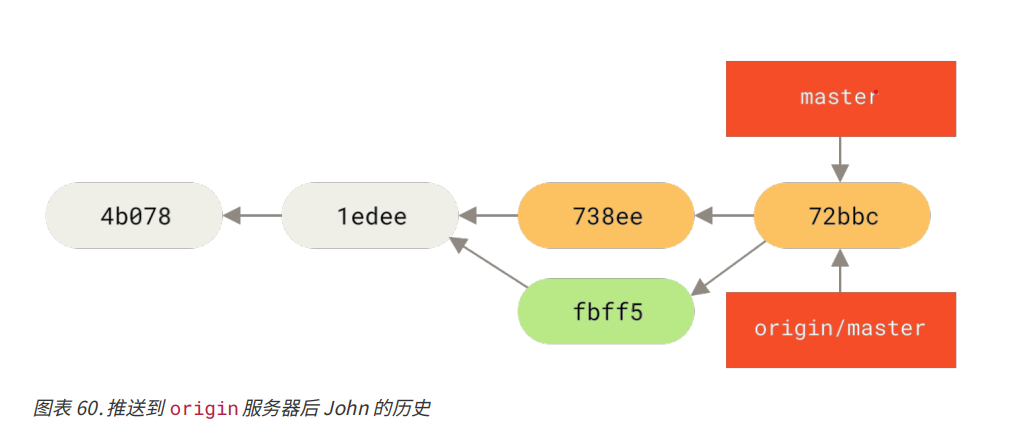 master
4b078
1edee
738ee
72bbc
fbff5
origin/master
图表 60. 推送到 origin 服务器后 John 的历史